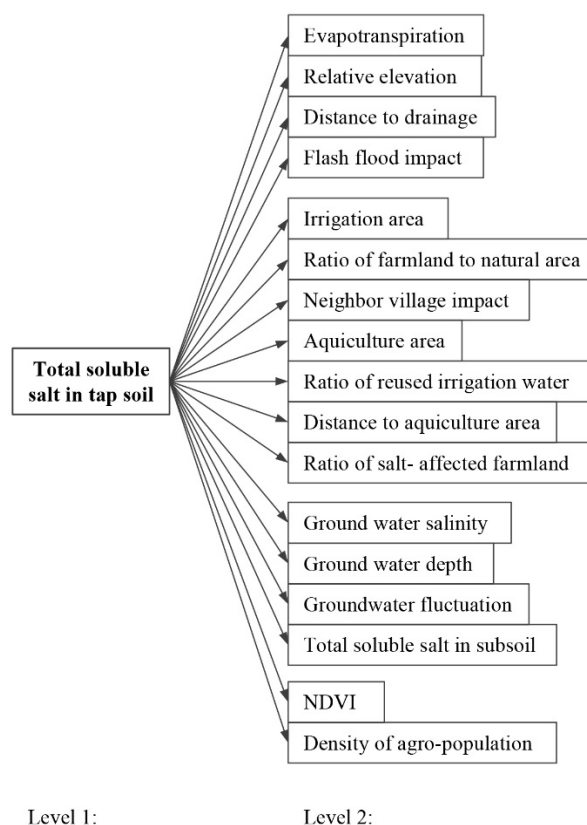 Evapotranspiration
Relative elevation
Distance to drainage
Flash flood impact
Irrigation area
Ratio of farmland to natural area
Neighbor village impact
Aquiculture area
Total soluble
salt in tap soil
Ratio of reused irrigation water
Distance to aquiculture area
Ratio of salt- affected farmland
Ground water salinity
Ground water depth
Groundwater fluctuation
Total soluble salt in subsoil
NDVI
Density of agro-population
Level 1: Level 2: